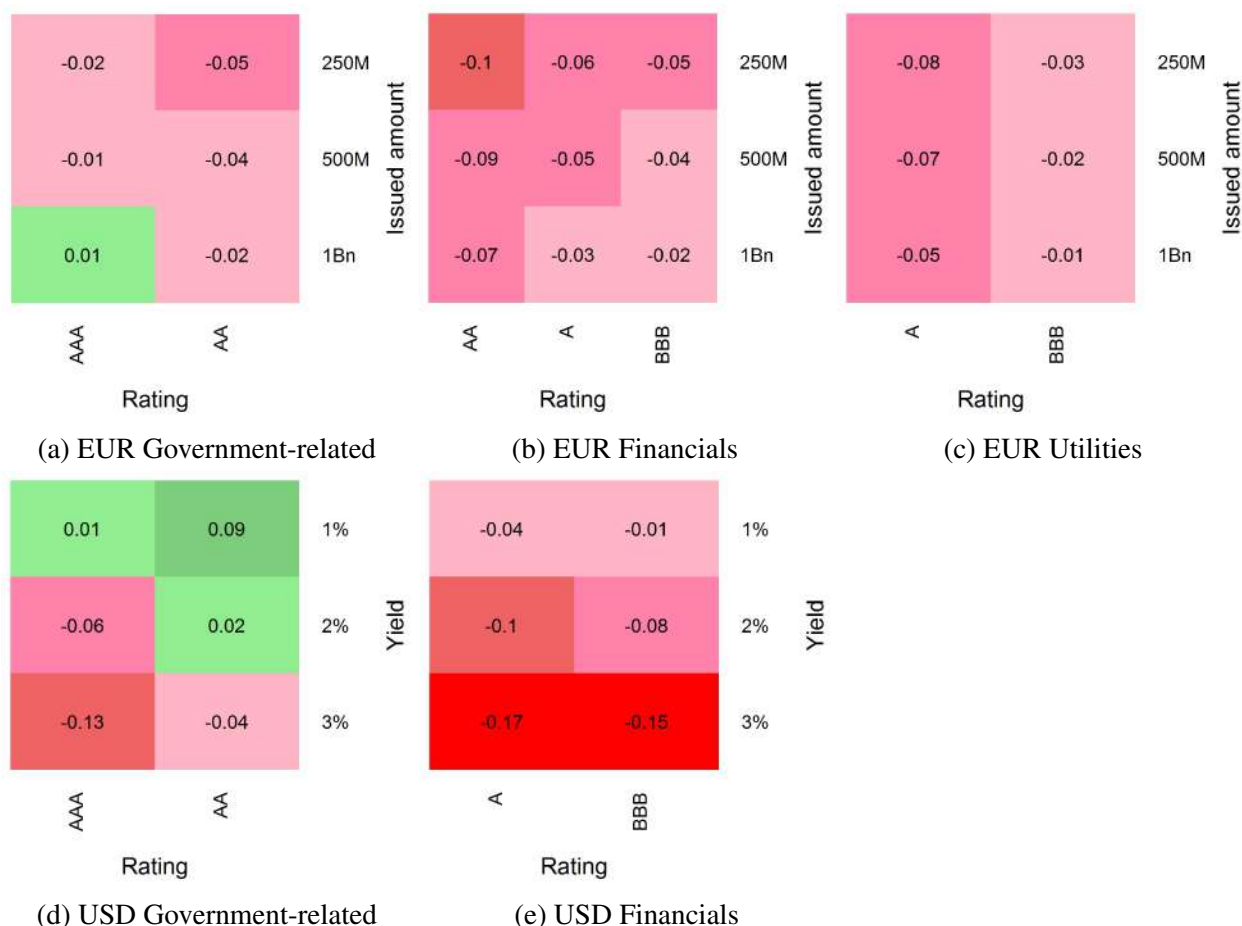 -0.02 -0.05 250M
-0.01 -0.04 500M
0.01 -0.02 1Bn
Issued amount
AAA AA
Rating
(a) EUR Government-related
-0.1 -0.06 -0.05 250M
-0.09 -0.05 -0.04 500M
-0.07 -0.03 -0.02 1Bn
Issued amount
AA A BBB
Rating
(b) EUR Financials
-0.08 -0.03 250M
-0.07 -0.02 500M
-0.05 -0.01 1Bn
Issued amount
A BBB
Rating
(c) EUR Utilities
0.01 0.09 1%
-0.06 0.02 2%
-0.13 -0.04 3%
Yield
AAA AA
Rating
(d) USD Government-related
-0.04 -0.01 1%
-0.1 -0.08 2%
-0.17 -0.15 3%
Yield
A BBB
Rating
(e) USD Financials